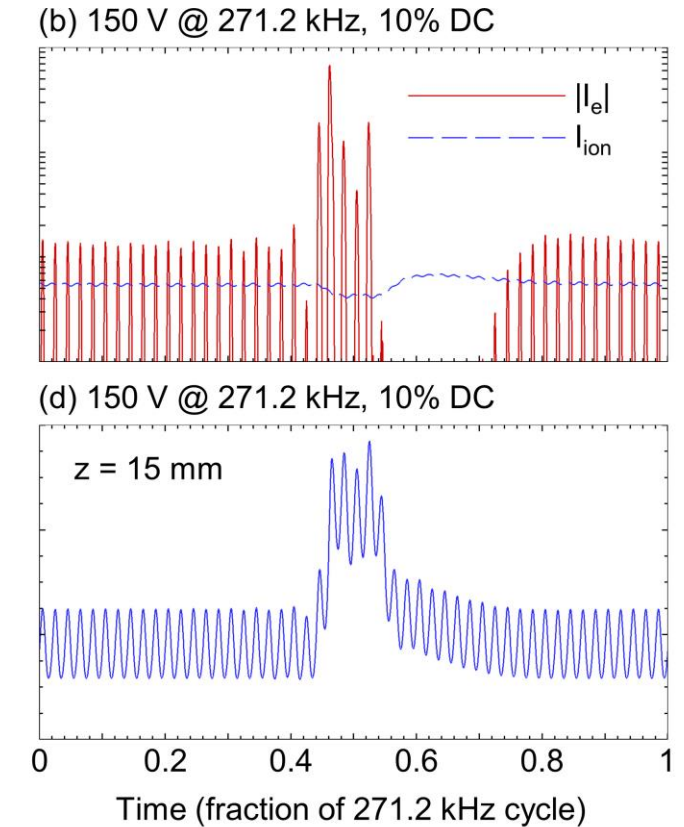 (b) 150 V @ 271.2 kHz, 10% DC
|Iₑ|
Iᵢₒₙ
(d) 150 V @ 271.2 kHz, 10% DC
z = 15 mm
0 0.2 0.4 0.6 0.8 1
Time (fraction of 271.2 kHz cycle)